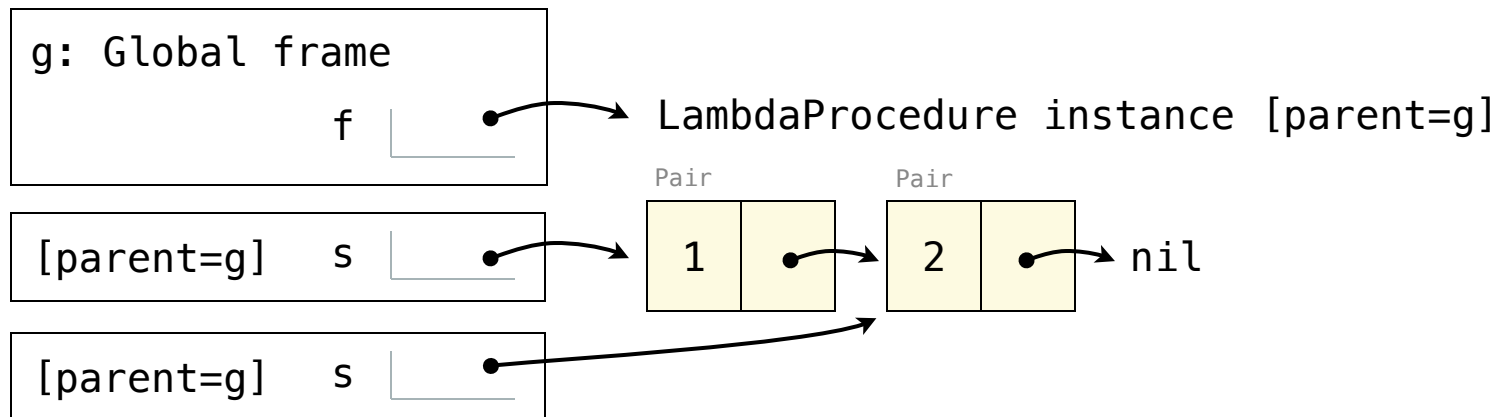 g: Global frame
f
LambdaProcedure instance [parent=g]
Pair
Pair
[parent=g] s
1
2
nil
[parent=g] s